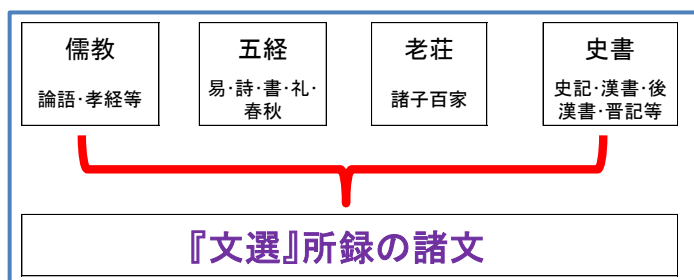 儒教
論語・孝経等
五経
易・詩・書・礼・
春秋
老荘
諸子百家
史書
史記・漢書・後
漢書・晋記等
『文選』所録の諸文